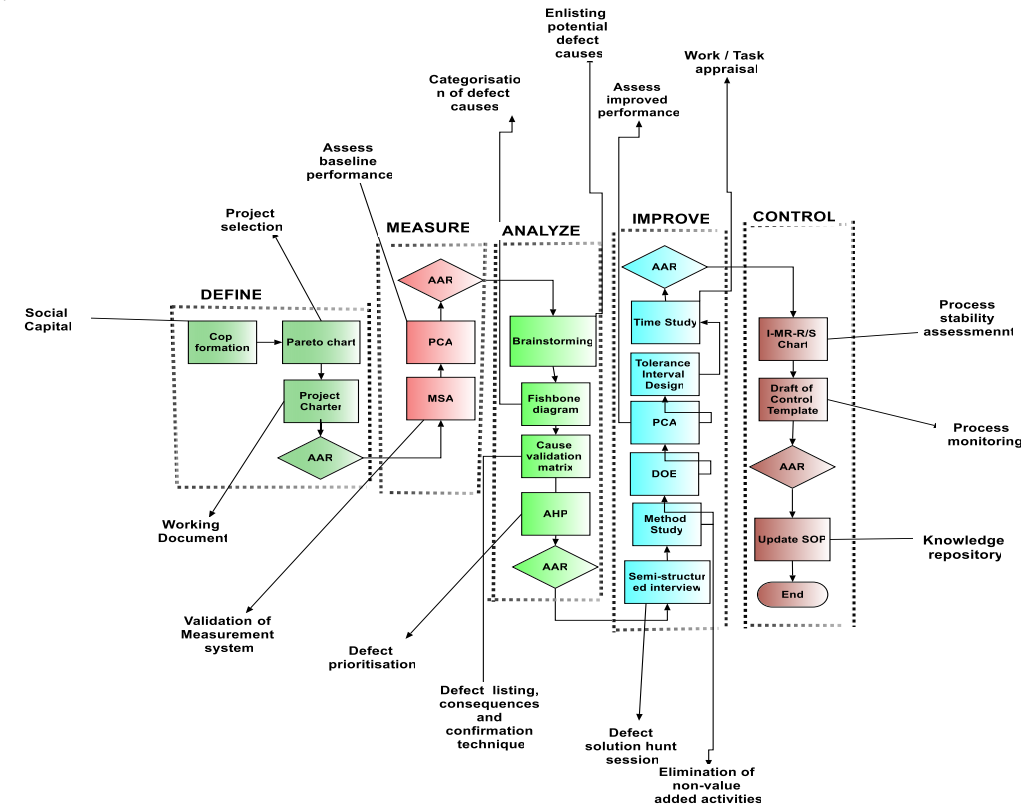 Enlisting
potential
defect
causes
Work / Task
appraisal
Categorisatio
n of defect
causes
Assess
improved
performance
Assess
baseline
performance
Project
selection
Social
Capital
DEFINE
Cop
formation
Pareto chart
Project
Charter
AAR
Working
Document
MEASURE
AAR
PCA
MSA
Validation of
Measurement
system
ANALYZE
Brainstorming
Fishbone
diagram
Cause
validation
matrix
AHP
AAR
Defect
prioritisation
Defect listing,
consequences
and
confirmation
technique
IMPROVE
AAR
Time Study
Tolerance
Interval
Design
PCA
DOE
Method
Study
Semi-structur
ed interview
Defect
solution hunt
session
Elimination of
non-value
added activities
CONTROL
I-MR-R/S
Chart
Draft of
Control
Template
AAR
Update SOP
End
Process
stability
assessmennt
Process
monitoring
Knowledge
repository